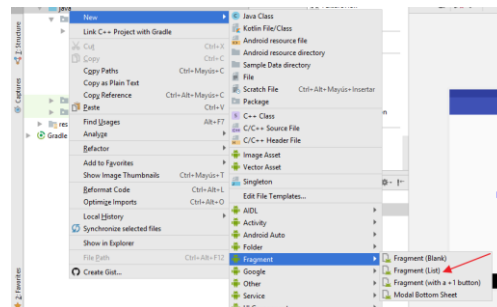 java
New
Link C++ Project with Gradle
Cut Ctrl+X
Copy Ctrl+C
Copy Paths Ctrl+Mayús+C
Copy as Plain Text
Copy Reference Ctrl+Alt+Mayús+C
Paste Ctrl+V
Find Usages Alt+F7
Analyze
Refactor
Add to Favorites
Show Image Thumbnails Ctrl+Mayús+T
Reformat Code Ctrl+Alt+L
Optimize Imports Ctrl+Alt+O
Local History
Synchronize selected files
Show in Explorer
File Path Ctrl+Alt+F12
Create Gist...
Java Class
Kotlin File/Class
Android resource file
Android resource directory
Sample Data directory
File
Scratch File Ctrl+Alt+Mayús+Insertar
Package
C++ Class
C/C++ Source File
C/C++ Header File
Image Asset
Vector Asset
Singleton
Edit File Templates...
AIDL
Activity
Android Auto
Folder
Fragment
Google
Other
Service
Fragment (Blank)
Fragment (List)
Fragment (with a +1 button)
Modal Bottom Sheet
Z: Structure
Captures
2: Favorites
res
Gradle